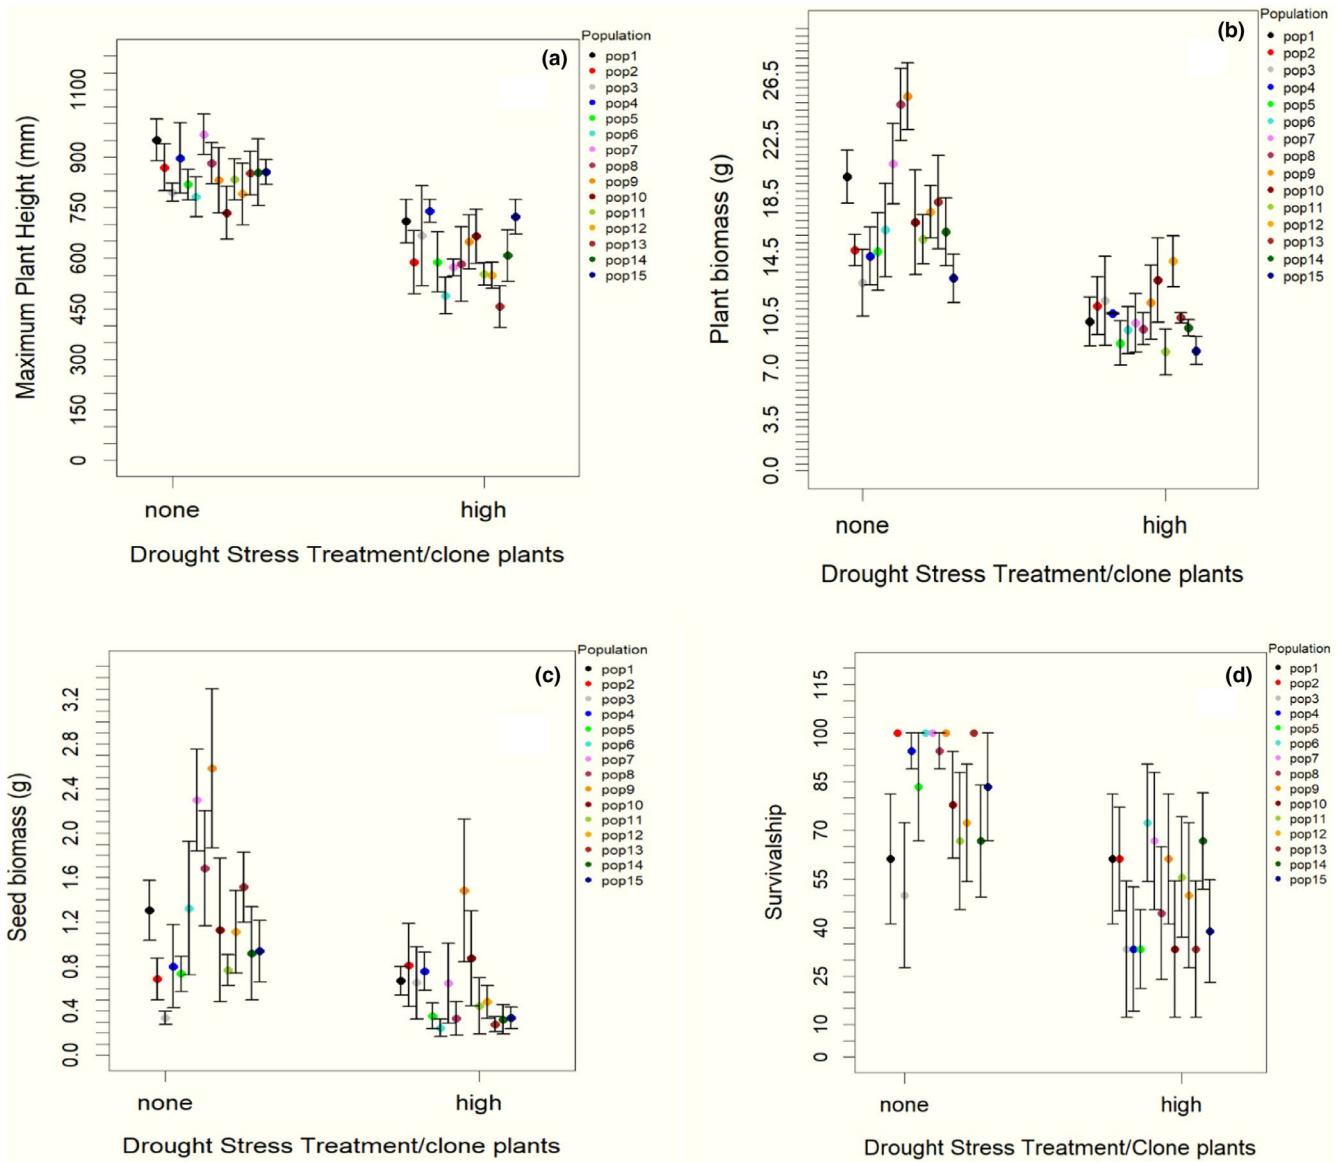 (a)
Population
pop1
pop2
pop3
pop4
pop5
pop6
pop7
pop8
pop9
pop10
pop11
pop12
pop13
pop14
pop15
Maximum Plant Height (mm)
1100
900
750
600
450
300
150
0
none high
Drought Stress Treatment/clone plants
(b)
Population
pop1
pop2
pop3
pop4
pop5
pop6
pop7
pop8
pop9
pop10
pop11
pop12
pop13
pop14
pop15
Plant biomass (g)
26.5
22.5
18.5
14.5
10.5
7.0
3.5
0.0
none high
Drought Stress Treatment/clone plants
(c)
Population
pop1
pop2
pop3
pop4
pop5
pop6
pop7
pop8
pop9
pop10
pop11
pop12
pop13
pop14
pop15
Seed biomass (g)
3.2
2.8
2.4
2.0
1.6
1.2
0.8
0.4
0.0
none high
Drought Stress Treatment/clone plants
(d)
Population
pop1
pop2
pop3
pop4
pop5
pop6
pop7
pop8
pop9
pop10
pop11
pop12
pop13
pop14
pop15
Survivalship
115
100
85
70
55
40
25
10
0
none high
Drought Stress Treatment/Clone plants